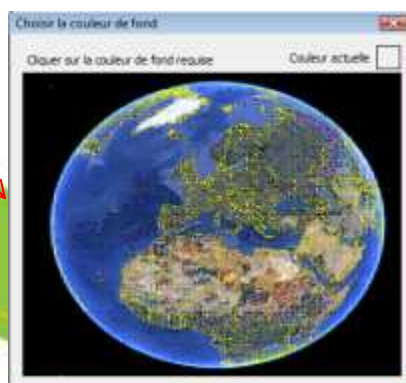 Choisir la couleur de fond
Cliquer sur la couleur de fond requise
Couleur actuelle